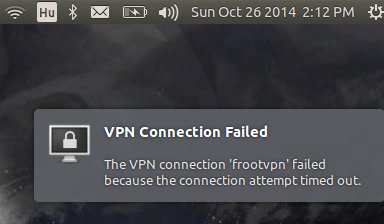 Hu Sun Oct 26 2014 2:12 PM
VPN Connection Failed
The VPN connection 'frootvpn' failed
because the connection attempt timed out.